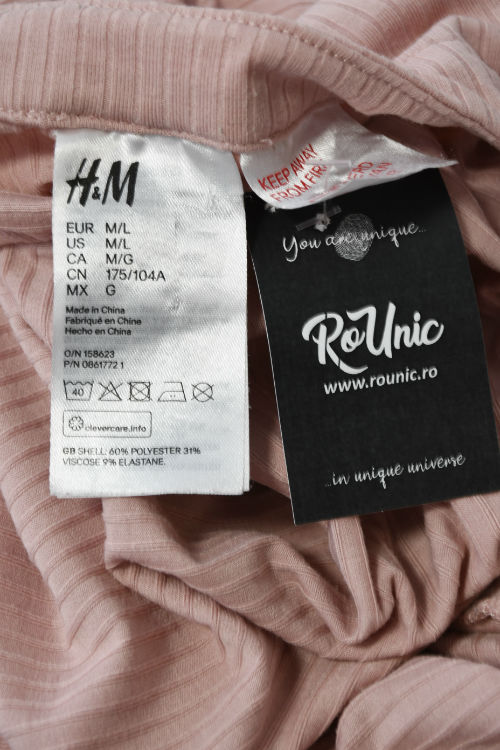 H&M
EUR M/L
US M/L
CA M/G
CN 175/104A
MX G
Made in China
Fabriqué en Chine
Hecho en China
O/N 158623
P/N 0861772 1
40
clevercare.info
GB SHELL: 60% POLYESTER 31%
VISCOSE 9% ELASTANE.
KEEP AWAY
FROM FIRE
You are unique...
RoUnic
www.rounic.ro
...in unique universe